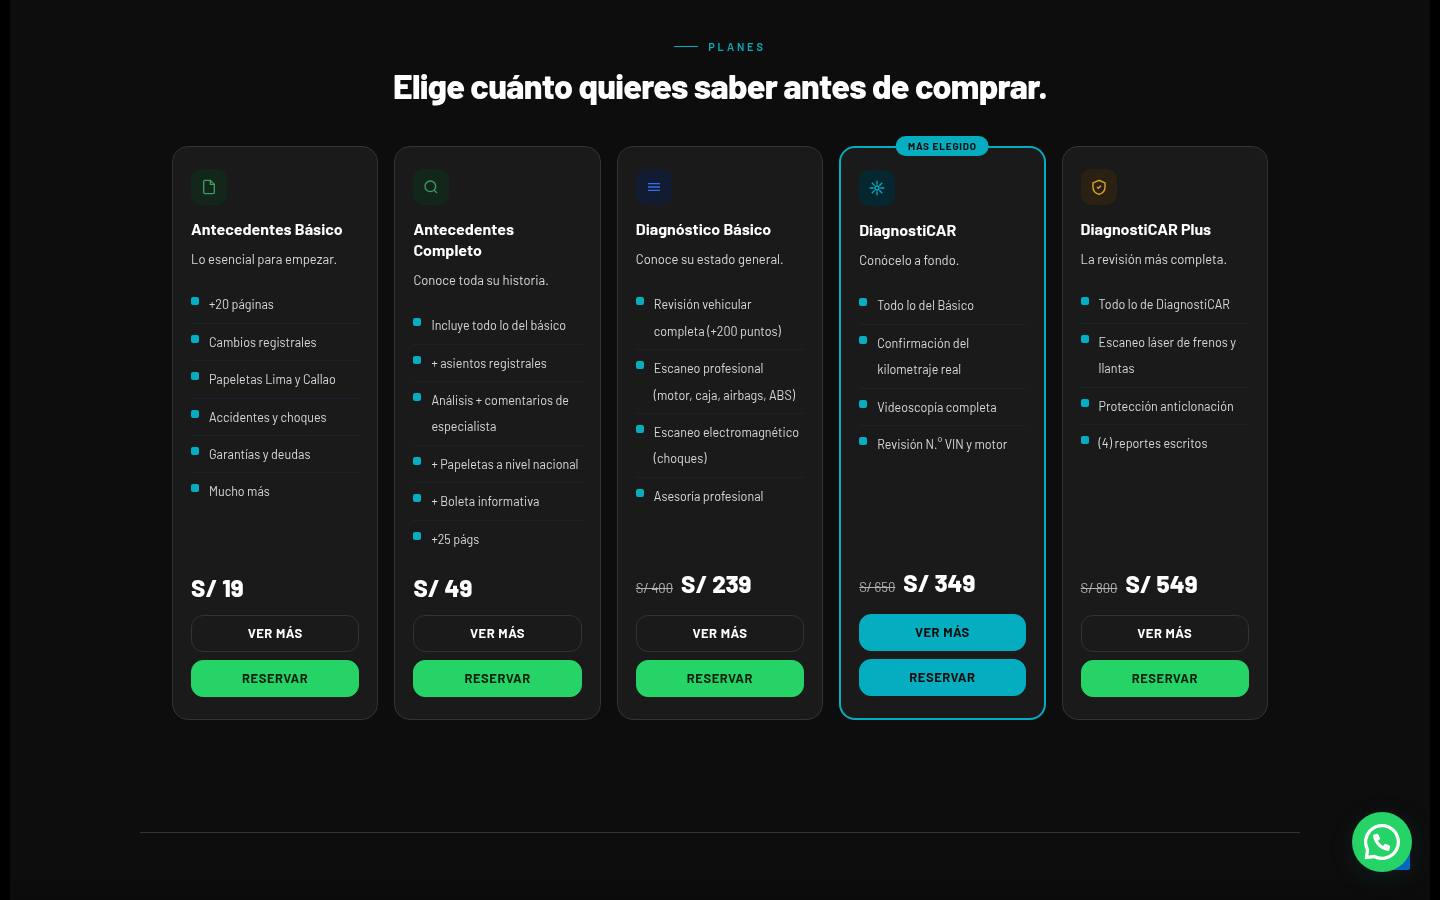 PLANES
Elige cuánto quieres saber antes de comprar.
Antecedentes Básico
Lo esencial para empezar.
+20 páginas
Cambios registrales
Papeletas Lima y Callao
Accidentes y choques
Garantías y deudas
Mucho más
S/ 19
VER MÁS
RESERVAR
Antecedentes
Completo
Conoce toda su historia.
Incluye todo lo del básico
+ asientos registrales
Análisis + comentarios de
especialista
+ Papeletas a nivel nacional
+ Boleta informativa
+25 págs
S/ 49
VER MÁS
RESERVAR
Diagnóstico Básico
Conoce su estado general.
Revisión vehicular
completa (+200 puntos)
Escaneo profesional
(motor, caja, airbags, ABS)
Escaneo electromagnético
(choques)
Asesoría profesional
S/ 400 S/ 239
VER MÁS
RESERVAR
MÁS ELEGIDO
DiagnostiCAR
Conócelo a fondo.
Todo lo del Básico
Confirmación del
kilometraje real
Videoscopía completa
Revisión N.° VIN y motor
S/ 650 S/ 349
VER MÁS
RESERVAR
DiagnostiCAR Plus
La revisión más completa.
Todo lo de DiagnostiCAR
Escaneo láser de frenos y
llantas
Protección anticlonación
(4) reportes escritos
S/ 800 S/ 549
VER MÁS
RESERVAR